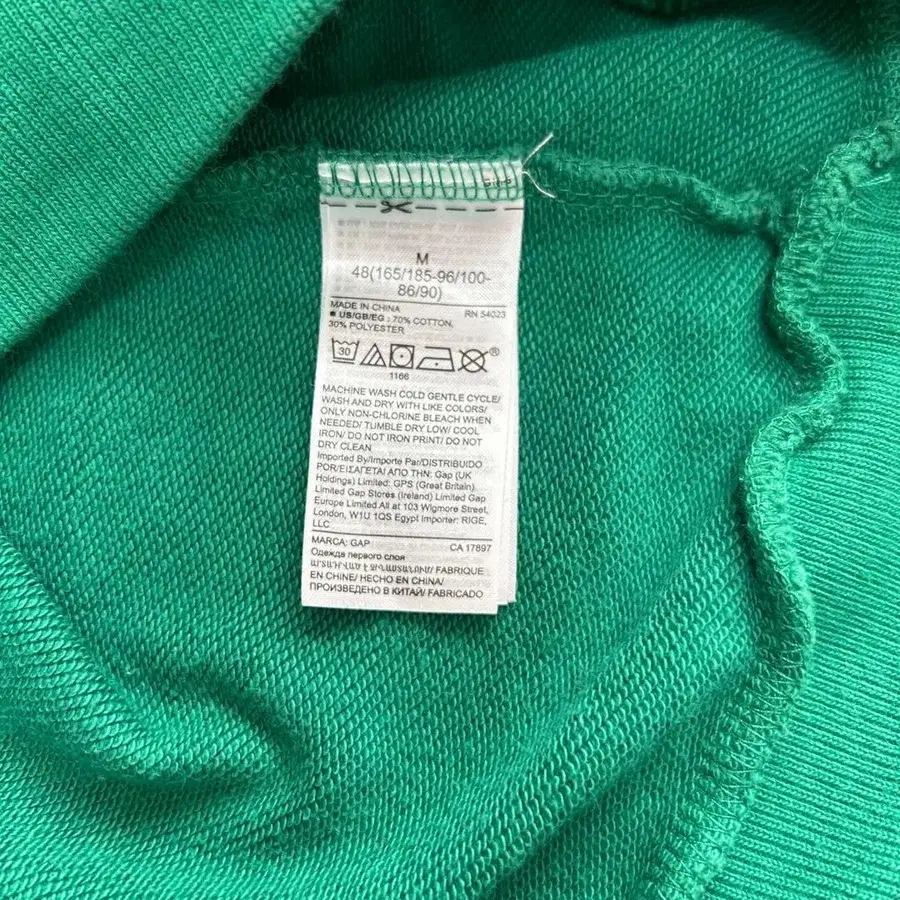 M
48(165/185-96/100-
86/90)
MADE IN CHINA RN 54023
■ US/GB/EG : 70% COTTON,
30% POLYESTER
30 ®
1166
MACHINE WASH COLD GENTLE CYCLE/
WASH AND DRY WITH LIKE COLORS/
ONLY NON-CHLORINE BLEACH WHEN
NEEDED/ TUMBLE DRY LOW/ COOL
IRON/ DO NOT IRON PRINT/ DO NOT
DRY CLEAN
Imported By/Importe Par/DISTRIBUIDO
POR/ΕΙΣΑΓΕΤΑΙ ΑΠΟ ΤΗΝ: Gap (UK
Holdings) Limited: GPS (Great Britain)
Limited Gap Stores (Ireland) Limited Gap
Europe Limited.All at 103 Wigmore Street,
London, W1U 1QS Egypt Importer: RIGE,
LLC
MARCA: GAP CA 17897
Одежда первого слоя
ԱՐՏԱԴՐՎԱԾ Է ՉԻՆԱՍՏԱՆՈՒՄ/ FABRIQUE
EN CHINE/ HECHO EN CHINA/
ПРОИЗВЕДЕНО В КИТАЙ/ FABRICADO